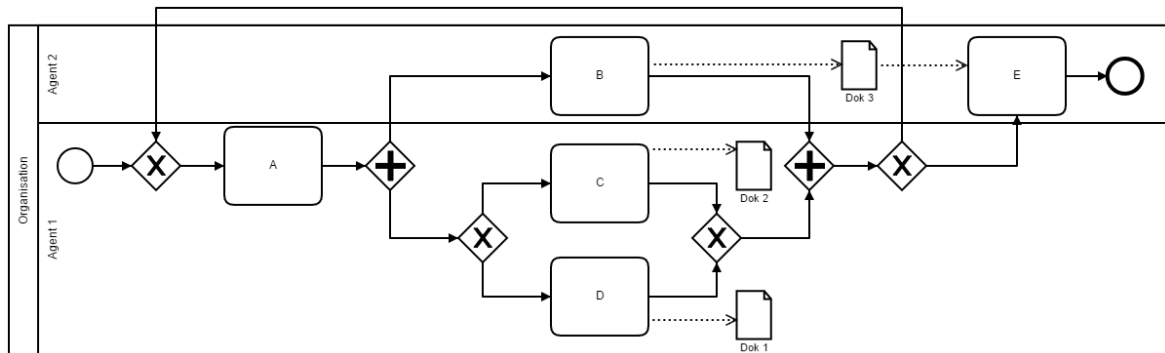 Organisation
Agent 2
B
Dok 3
E
Agent 1
A
C
Dok 2
D
Dok 1